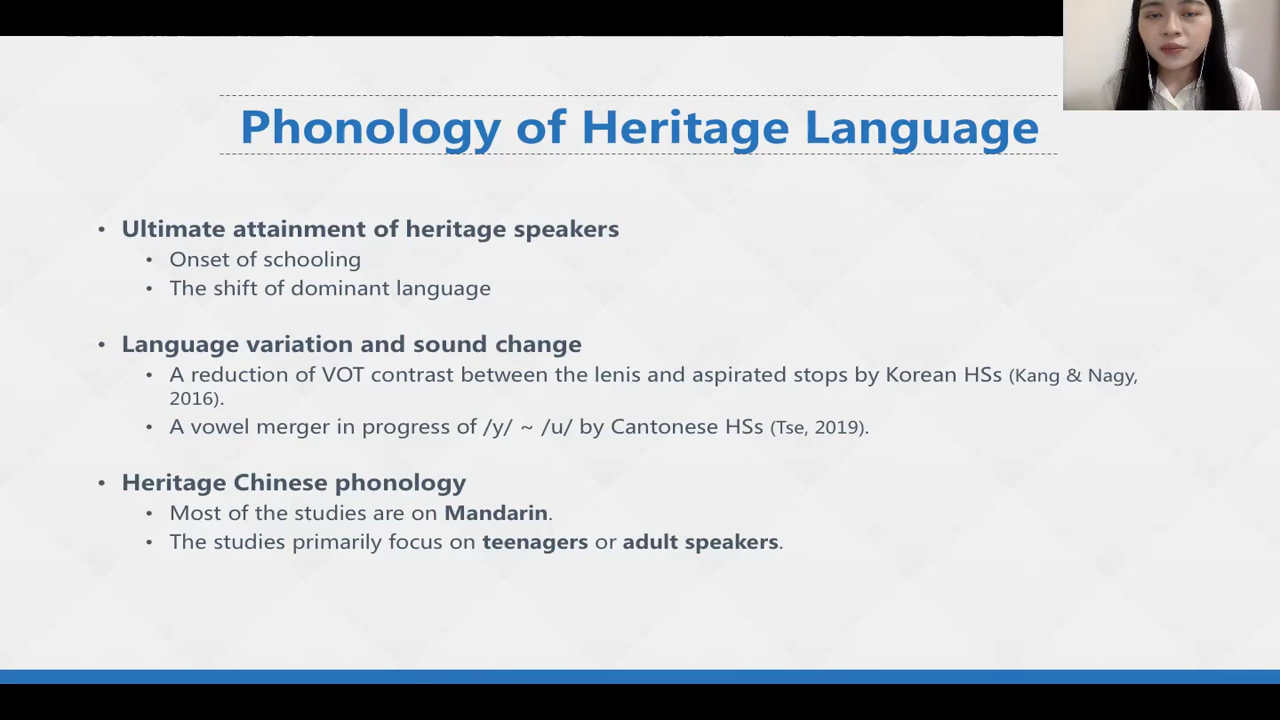 Phonology of Heritage Language
• Ultimate attainment of heritage speakers
• Onset of schooling
• The shift of dominant language
• Language variation and sound change
• A reduction of VOT contrast between the lenis and aspirated stops by Korean HSs (Kang & Nagy,
2016).
• A vowel merger in progress of /y/ ~ /u/ by Cantonese HSs (Tse, 2019).
• Heritage Chinese phonology
• Most of the studies are on Mandarin.
• The studies primarily focus on teenagers or adult speakers.